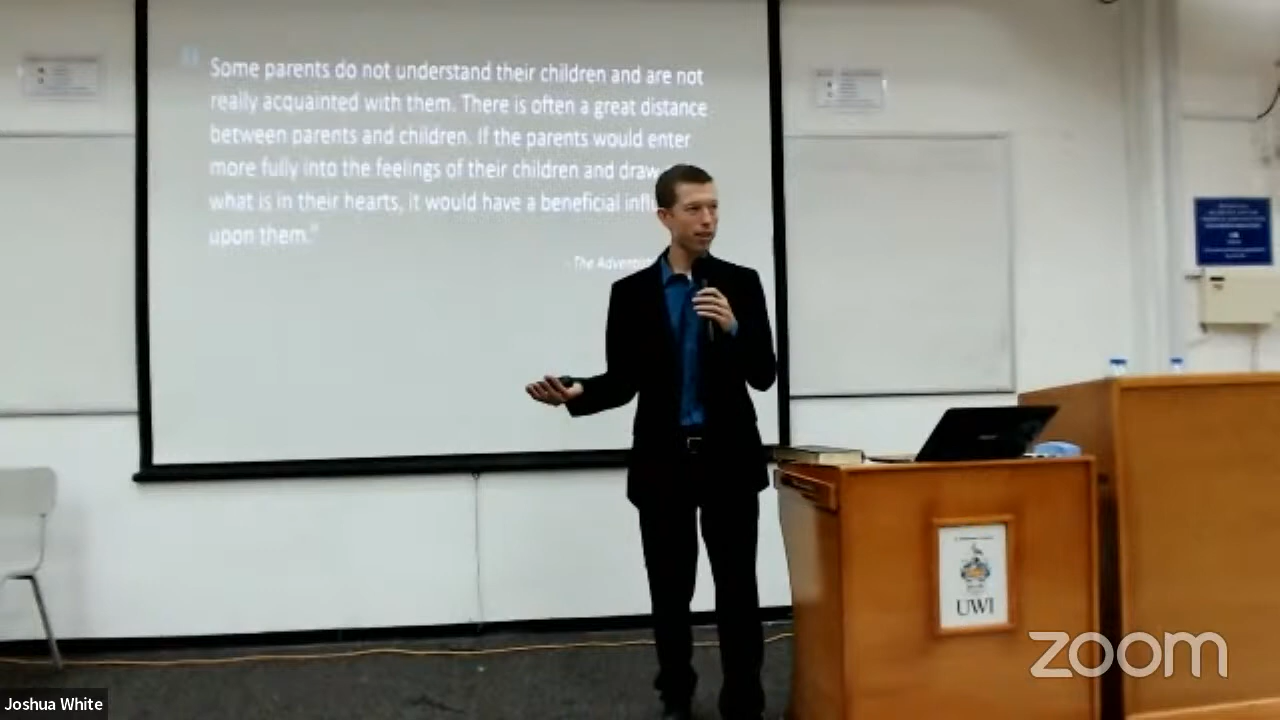 "
Some parents do not understand their children and are not
really acquainted with them. There is often a great distance
between parents and children. If the parents would enter
more fully into the feelings of their children and draw
what is in their hearts, it would have a beneficial
upon them."
- The
UWI
zoom
Joshua White